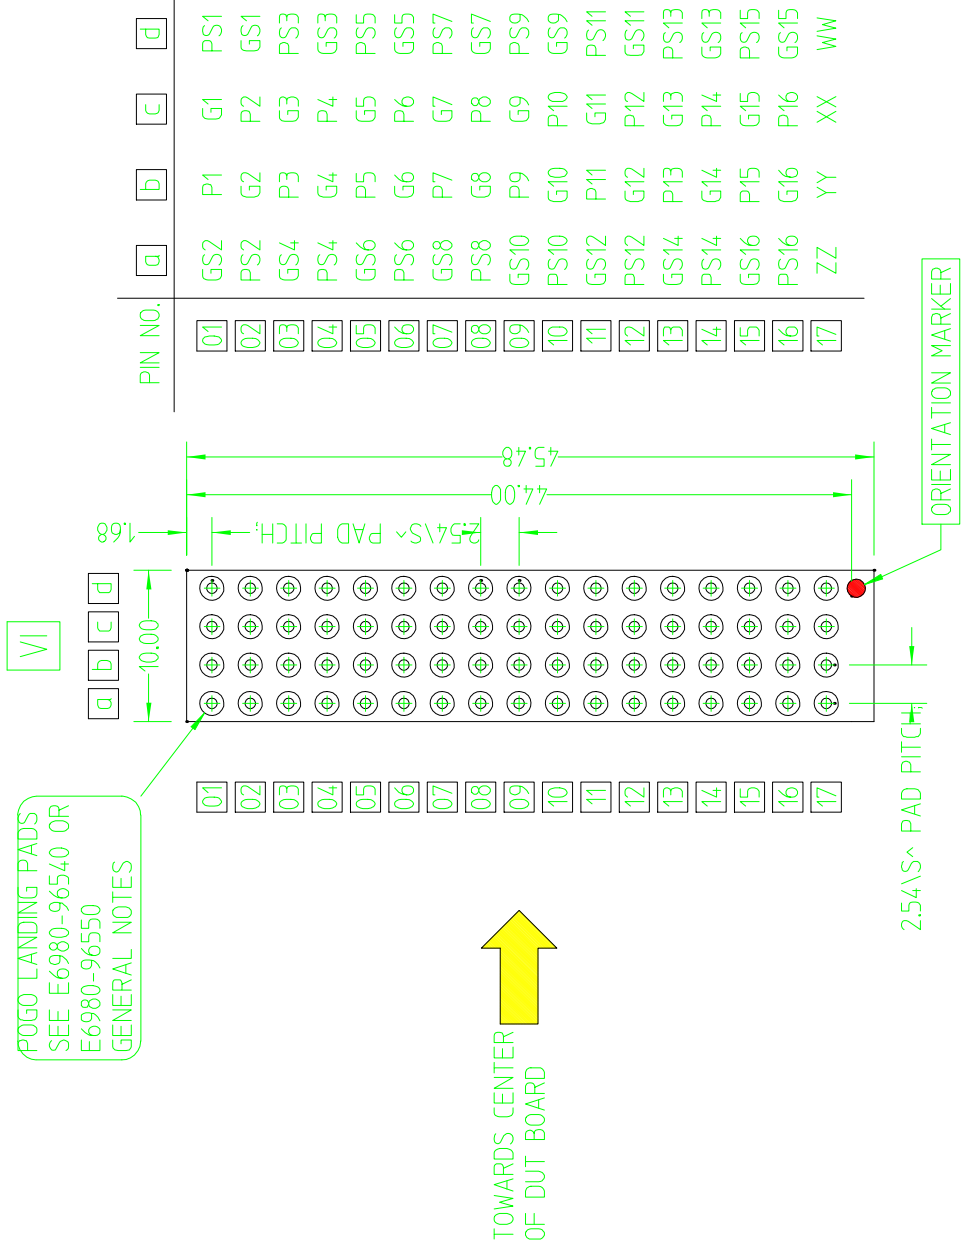 VI
a b c d
PIN NO. a b c d
01 GS2 P1 G1 PS1
02 PS2 G2 P2 GS1
03 GS4 P3 G3 PS3
04 PS4 G4 P4 GS3
05 GS6 P5 G5 PS5
06 PS6 G6 P6 GS5
07 GS8 P7 G7 PS7
08 PS8 G8 P8 GS7
09 GS10 P9 G9 PS9
10 PS10 G10 P10 GS9
11 GS12 P11 G11 PS11
12 PS12 G12 P12 GS11
13 GS14 P13 G13 PS13
14 PS14 G14 P14 GS13
15 GS16 P15 G15 PS15
16 PS16 G16 P16 GS15
17 ZZ YY XX WW
POGO LANDING PADS
SEE E6980-96540 OR
E6980-96550
GENERAL NOTES
10.00
1.68
2.54\S^ PAD PITCH;
44.00
45.48
01
02
03
04
05
06
07
08
09
10
11
12
13
14
15
16
17
TOWARDS CENTER
OF DUT BOARD
2.54\S^ PAD PITCH;
ORIENTATION MARKER